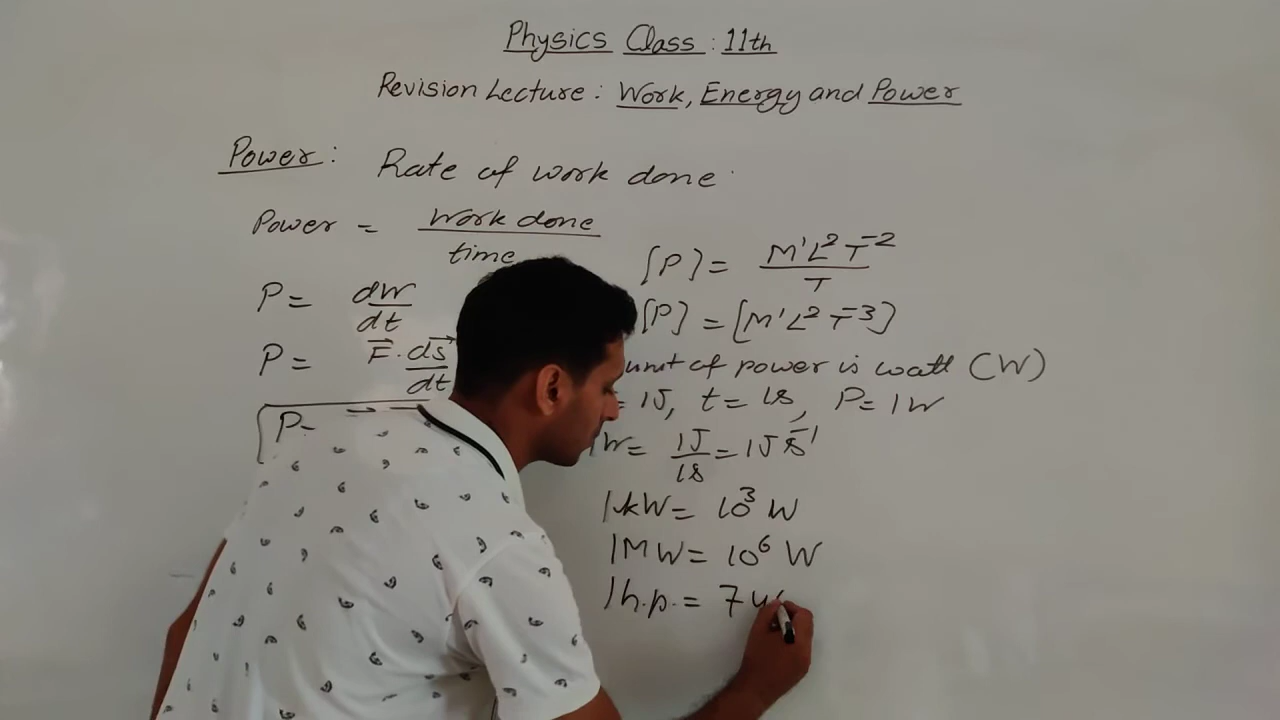 Physics Class : 11th
Revision Lecture : Work, Energy and Power
Power : Rate of work done
Power = Work done / time
P = dW / dt
P = F⃗ . ds⃗ / dt
P =
[P] = M¹L²T⁻² / T
[P] = [M¹L²T⁻³]
unit of power is watt (W)
= 1J, t = 1s, P = 1W
W = 1J / 1s = 1Js⁻¹
1kW = 10³ W
1MW = 10⁶ W
1h.p. = 74